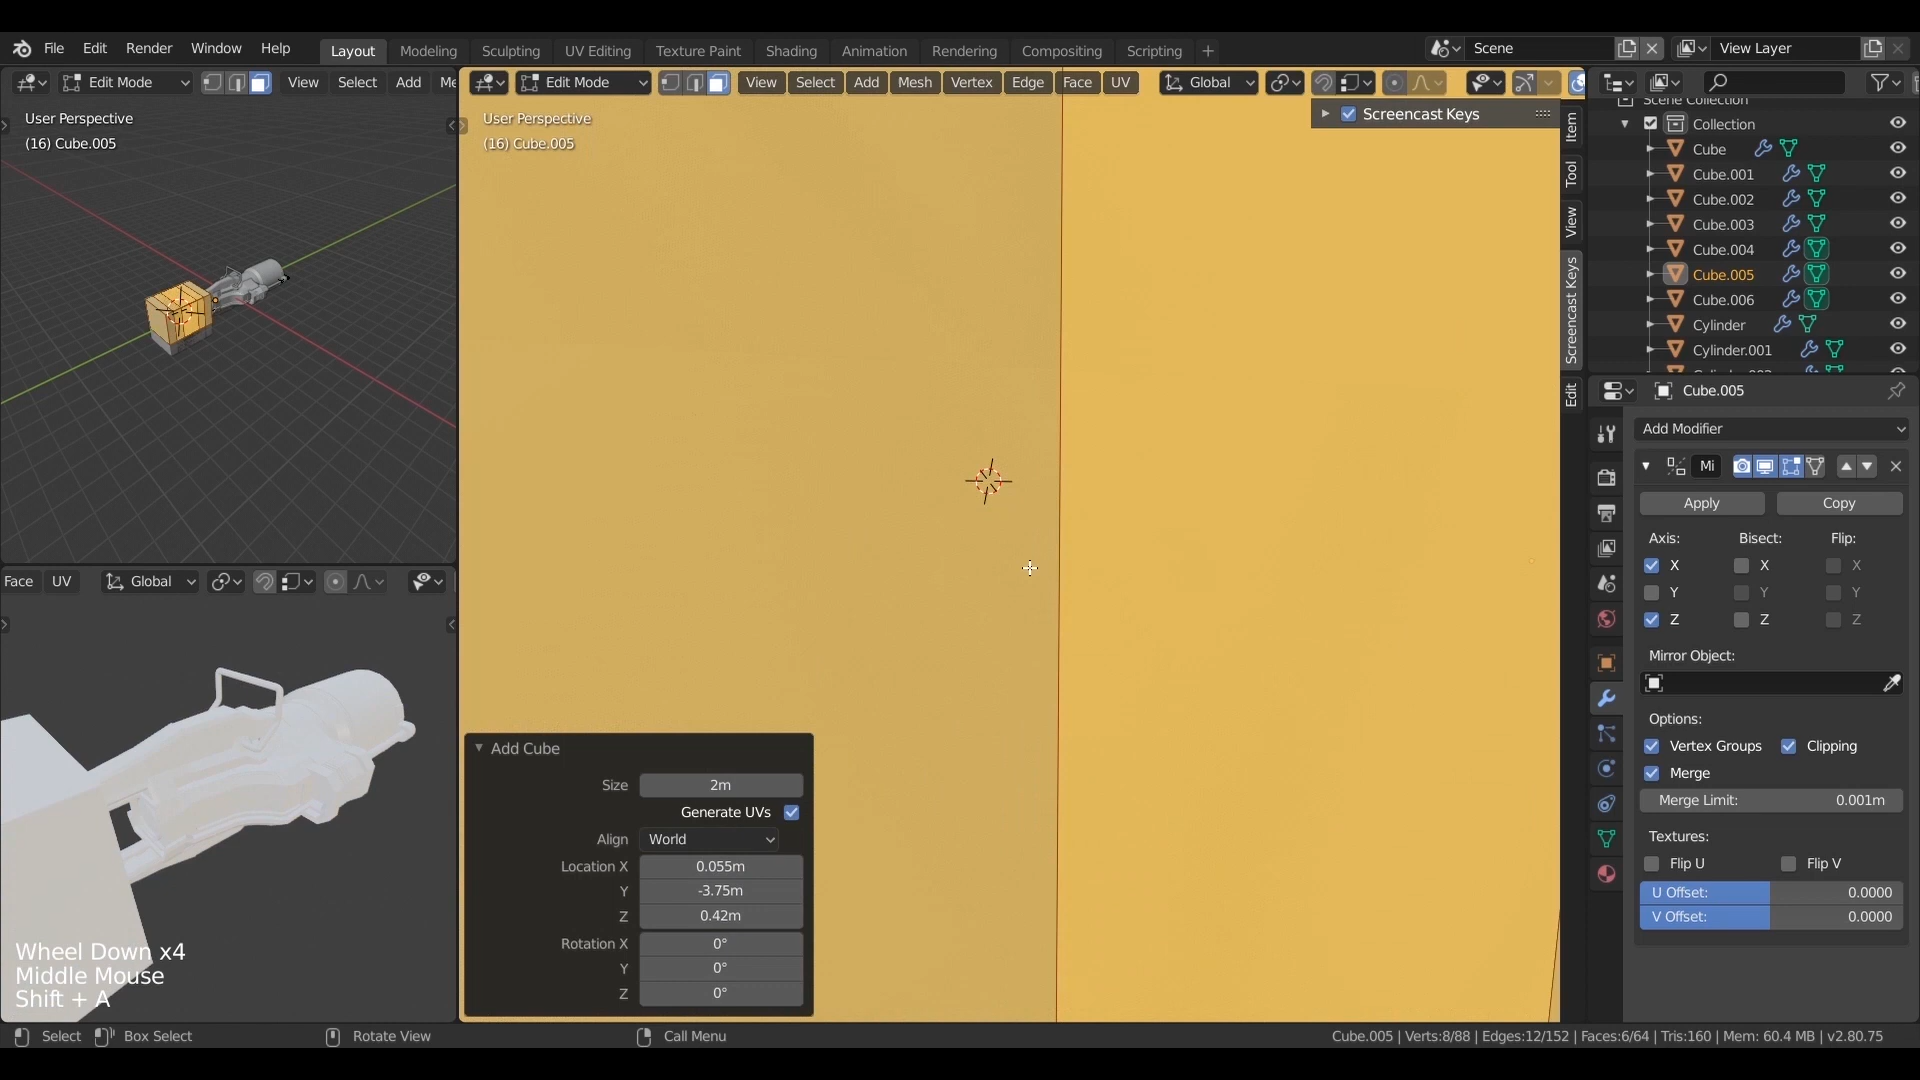 File Edit Render Window Help Layout Modeling Sculpting UV Editing Texture Paint Shading Animation Rendering Compositing Scripting + Scene View Layer
Edit Mode View Select Add Me
User Perspective
(16) Cube.005
Edit Mode View Select Add Mesh Vertex Edge Face UV Global
User Perspective
(16) Cube.005
Screencast Keys
Item
Tool
View
Screencast Keys
Edit
Scene Collection
Collection
Cube
Cube.001
Cube.002
Cube.003
Cube.004
Cube.005
Cube.006
Cylinder
Cylinder.001
Cube.005
Add Modifier
Mi
Apply Copy
Axis: Bisect: Flip:
X X X
Y Y Y
Z Z Z
Mirror Object:
Options:
Vertex Groups Clipping
Merge
Merge Limit: 0.001m
Textures:
Flip U Flip V
U Offset: 0.0000
V Offset: 0.0000
Face UV Global
Add Cube
Size 2m
Generate UVs
Align World
Location X 0.055m
Y -3.75m
Z 0.42m
Rotation X 0°
Y 0°
Z 0°
Wheel Down x4
Middle Mouse
Shift + A
Select Box Select Rotate View Call Menu Cube.005 | Verts:8/88 | Edges:12/152 | Faces:6/64 | Tris:160 | Mem: 60.4 MB | v2.80.75